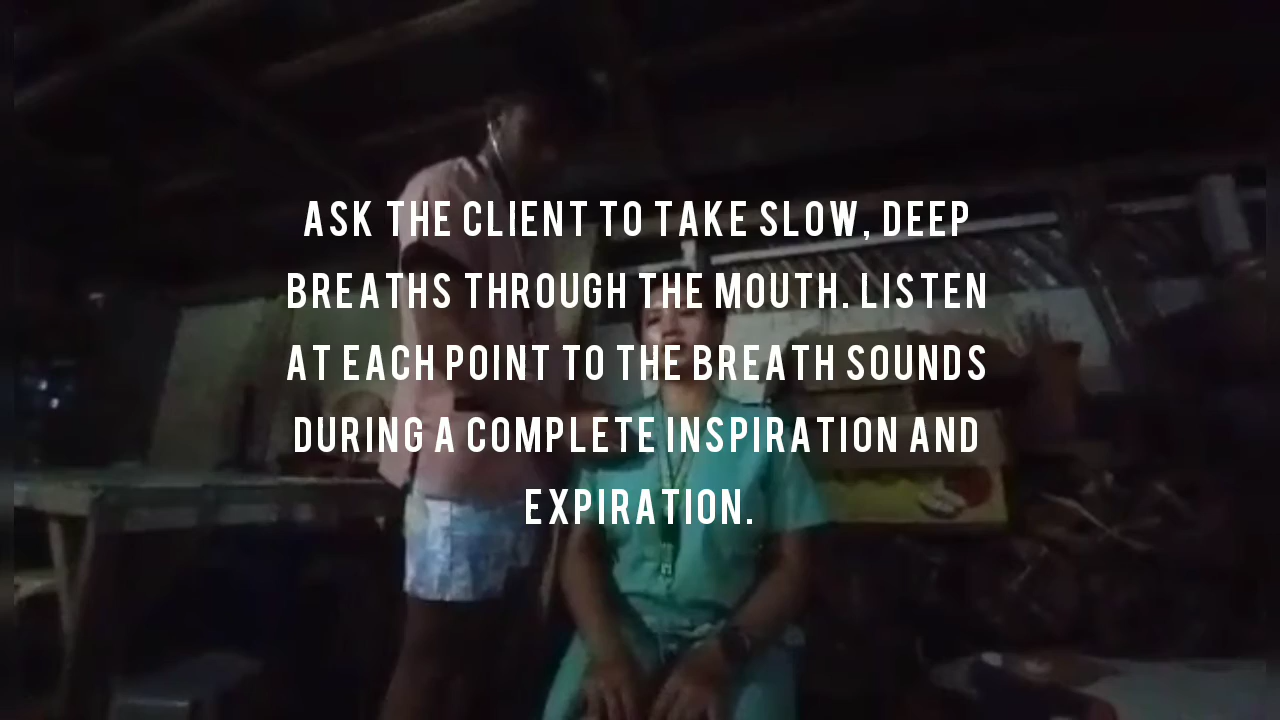 ASK THE CLIENT TO TAKE SLOW, DEEP
BREATHS THROUGH THE MOUTH. LISTEN
AT EACH POINT TO THE BREATH SOUNDS
DURING A COMPLETE INSPIRATION AND
EXPIRATION.